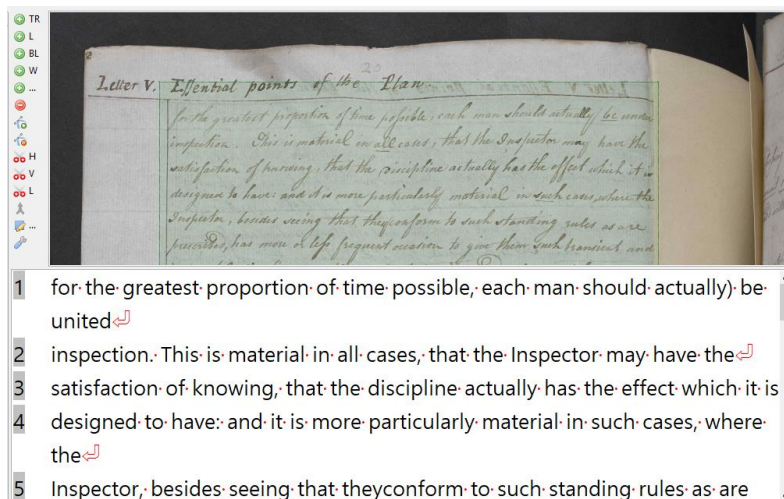 TR
L
BL
W
...
H
V
L
...
20
Letter V. Essential points of the Plan
for the greatest proportion of time possible, each man should actually be under
inspection. This is material in all cases, that the Inspector may have the
satisfaction of knowing, that the discipline actually has the effect which it is
designed to have: and it is more particularly material in such cases, where the
Inspector, besides seeing that they conform to such standing rules as are
prescribed, has more or less frequent occasion to give them such transient and
1 for the greatest proportion of time possible, each man should actually) be
united
2 inspection. This is material in all cases, that the Inspector may have the
3 satisfaction of knowing, that the discipline actually has the effect which it is
4 designed to have: and it is more particularly material in such cases, where
the
5 Inspector, besides seeing that theyconform to such standing rules as are